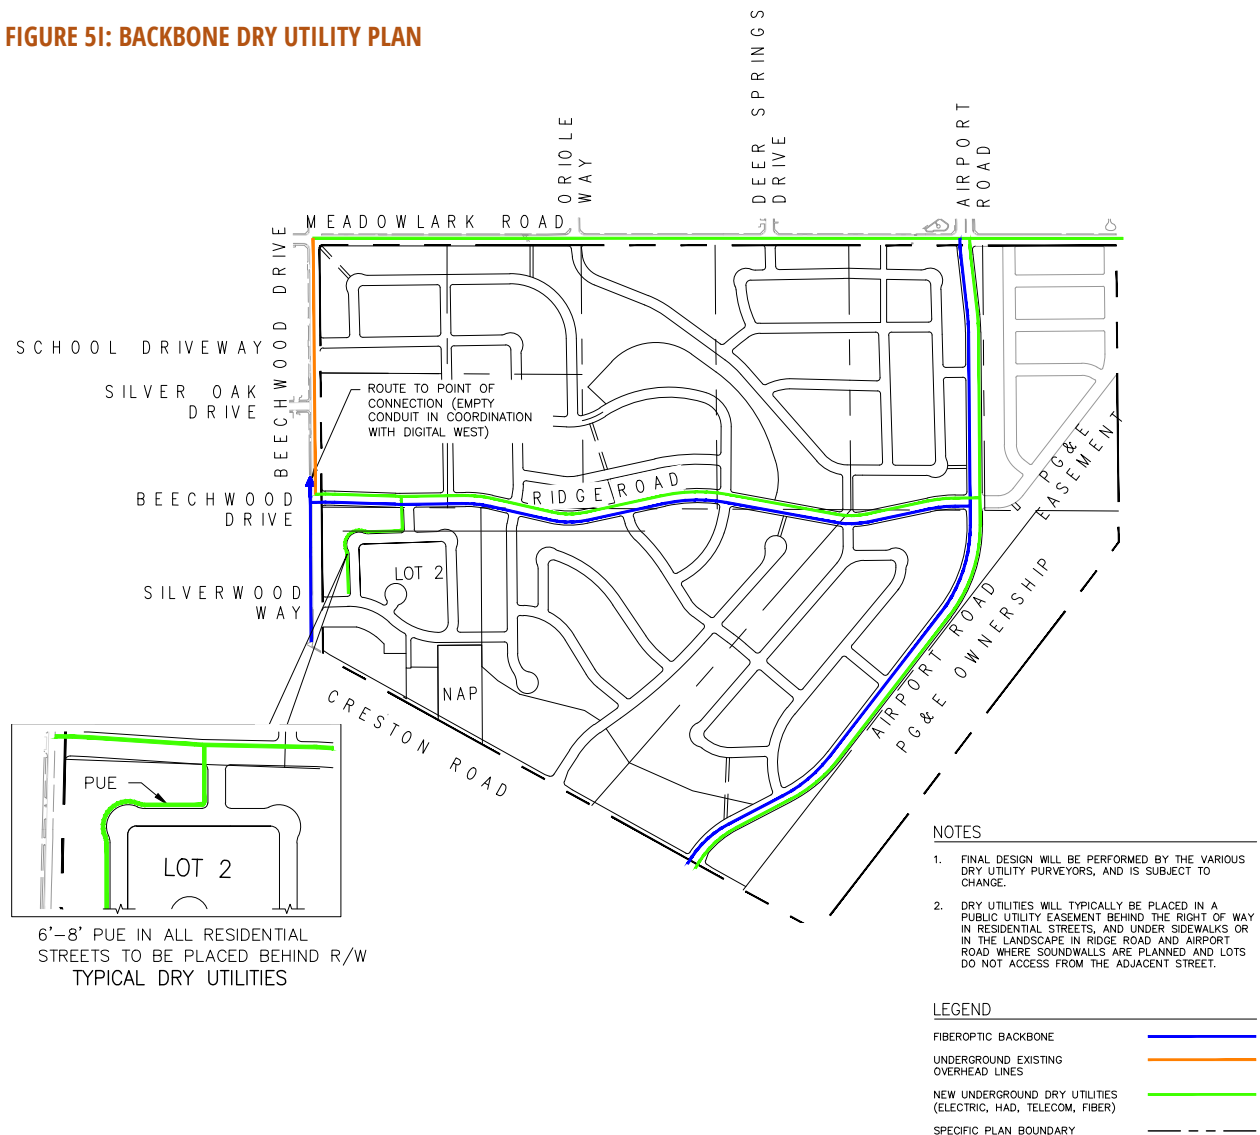 FIGURE 5I: BACKBONE DRY UTILITY PLAN
ORIOLE
WAY
DEER SPRINGS
DRIVE
AIRPORT
ROAD
MEADOWLARK ROAD
BEECHWOOD DRIVE
SCHOOL DRIVEWAY
SILVER OAK
DRIVE
ROUTE TO POINT OF
CONNECTION (EMPTY
CONDUIT IN COORDINATION
WITH DIGITAL WEST)
PG&E
EASEMENT
BEECHWOOD
DRIVE
RIDGE ROAD
SILVERWOOD
WAY
LOT 2
NAP
CRESTON ROAD
AIRPORT ROAD
PG&E OWNERSHIP
PUE
LOT 2
6'-8' PUE IN ALL RESIDENTIAL
STREETS TO BE PLACED BEHIND R/W
TYPICAL DRY UTILITIES
NOTES
1. FINAL DESIGN WILL BE PERFORMED BY THE VARIOUS
DRY UTILITY PURVEYORS, AND IS SUBJECT TO
CHANGE.
2. DRY UTILITIES WILL TYPICALLY BE PLACED IN A
PUBLIC UTILITY EASEMENT BEHIND THE RIGHT OF WAY
IN RESIDENTIAL STREETS, AND UNDER SIDEWALKS OR
IN THE LANDSCAPE IN RIDGE ROAD AND AIRPORT
ROAD WHERE SOUNDWALLS ARE PLANNED AND LOTS
DO NOT ACCESS FROM THE ADJACENT STREET.
LEGEND
FIBEROPTIC BACKBONE
UNDERGROUND EXISTING
OVERHEAD LINES
NEW UNDERGROUND DRY UTILITIES
(ELECTRIC, HAD, TELECOM, FIBER)
SPECIFIC PLAN BOUNDARY